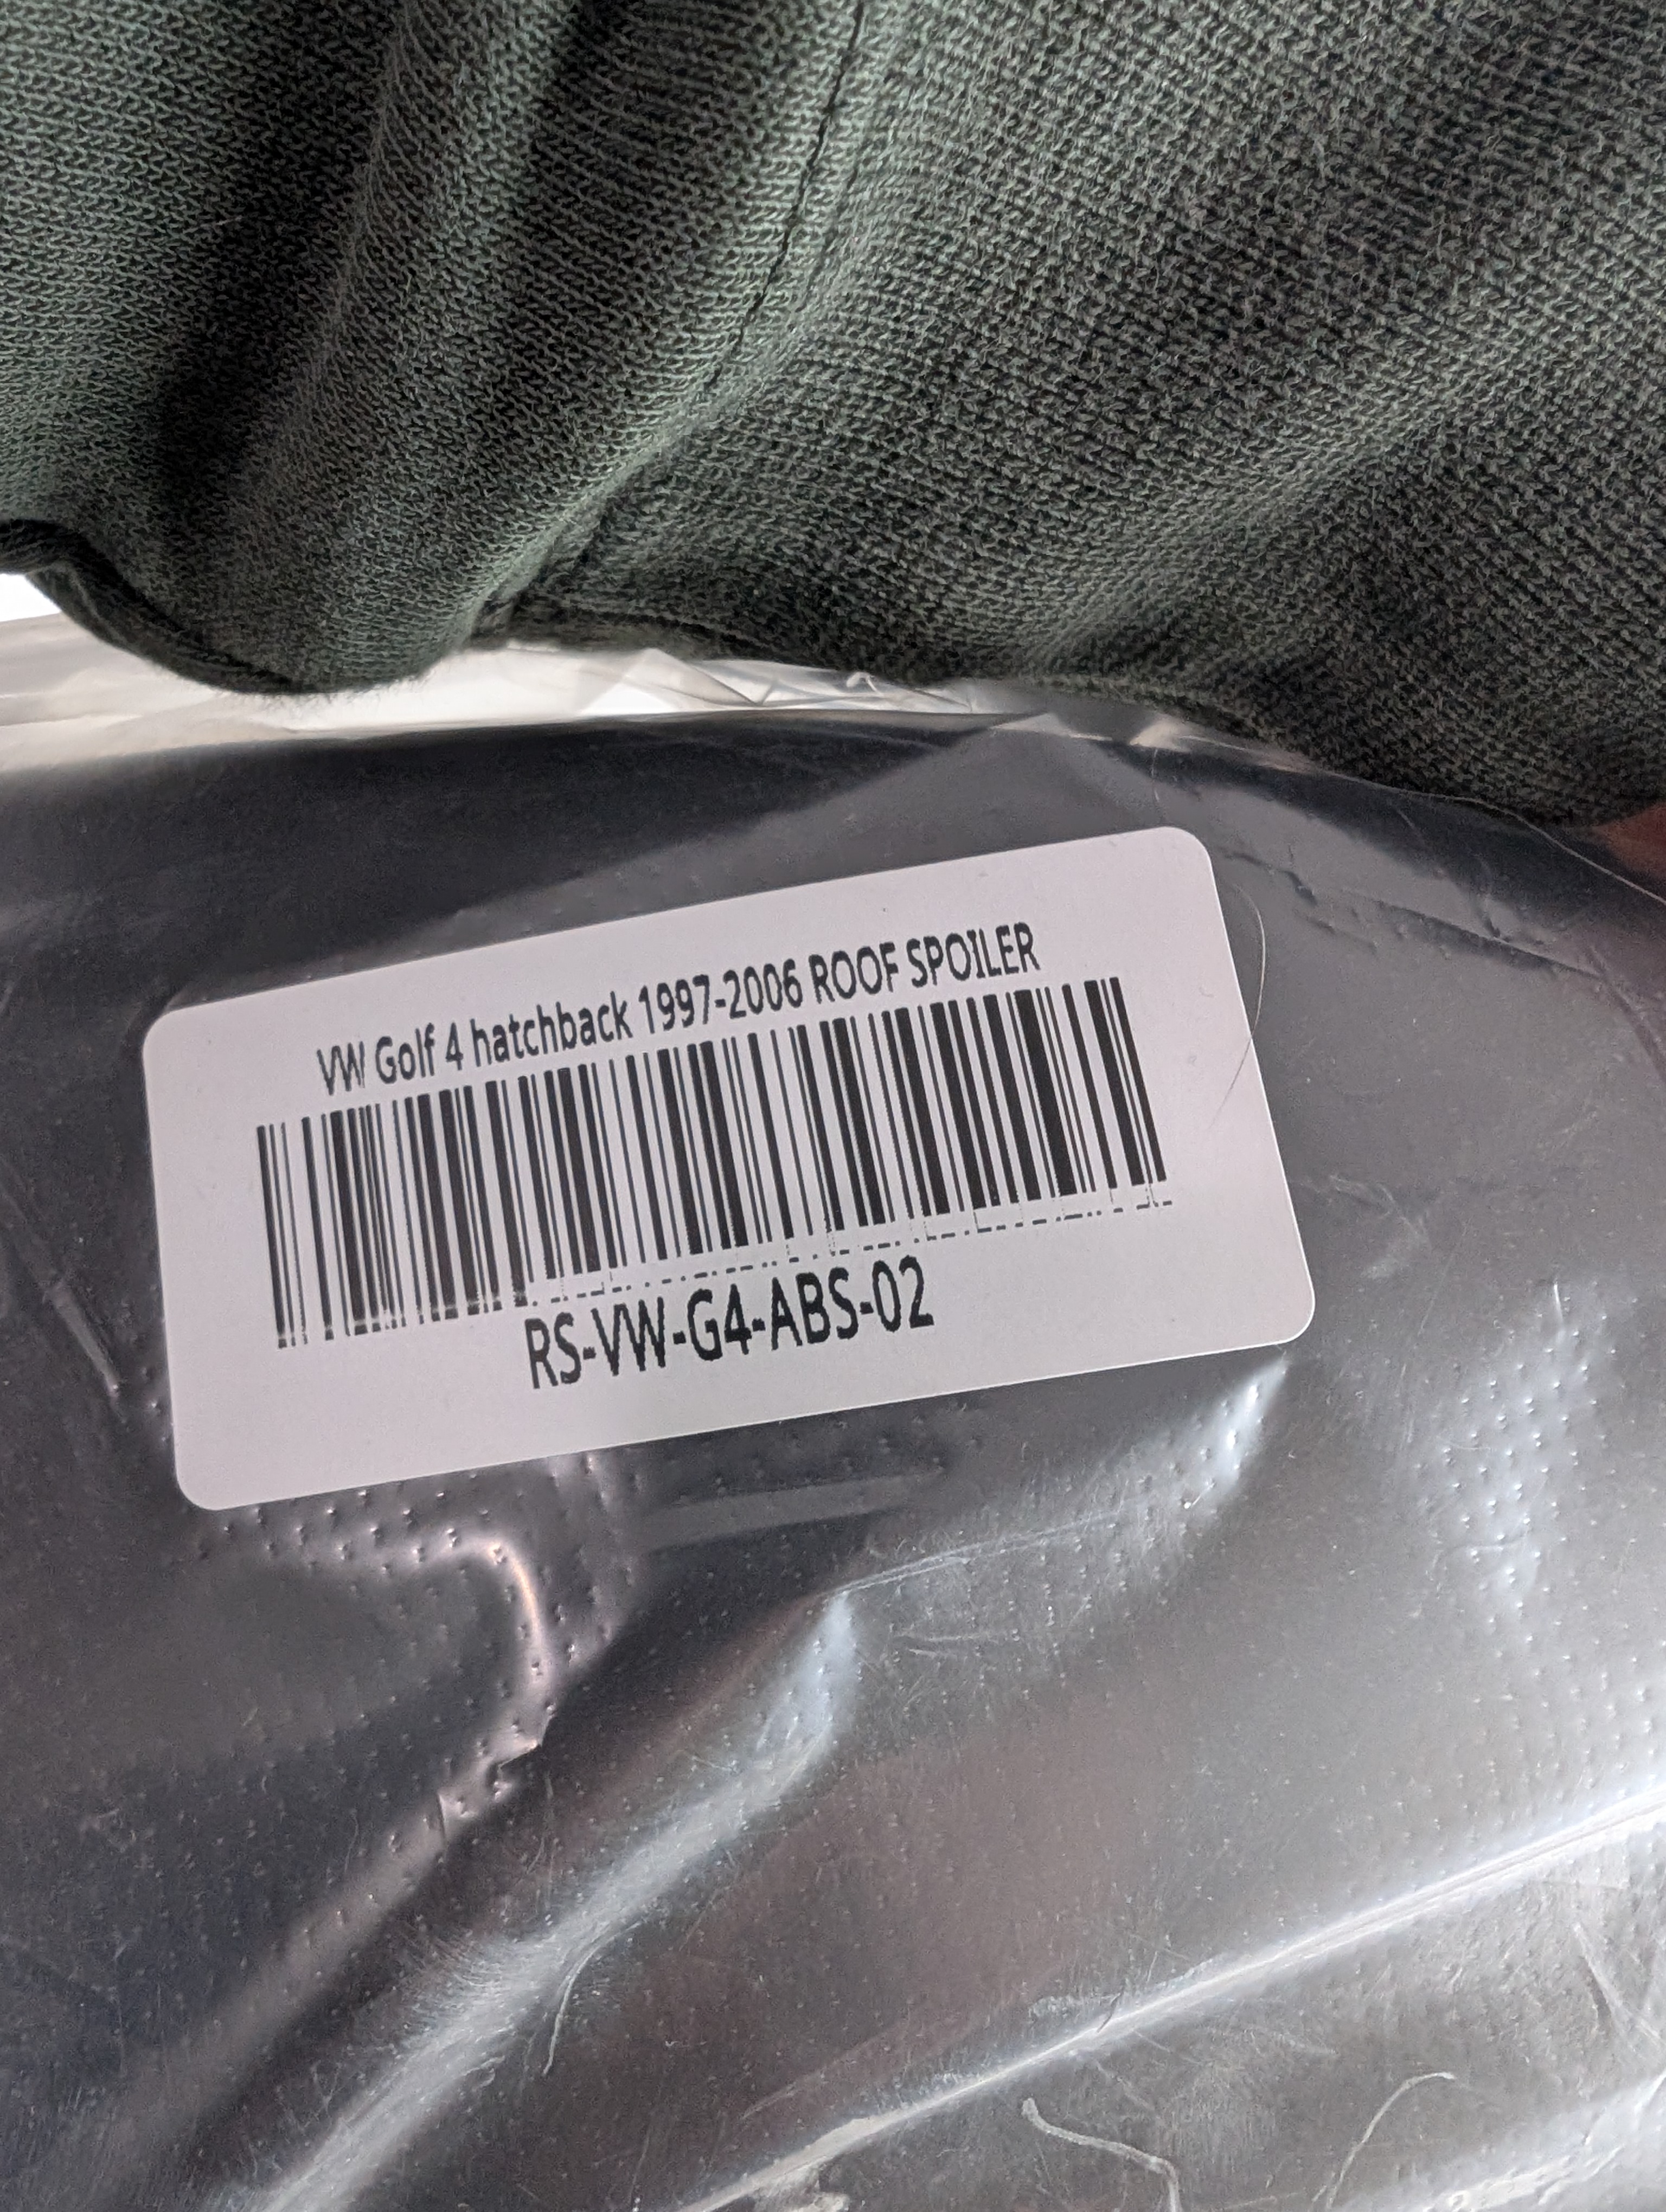 VW Golf 4 hatchback 1997-2006 ROOF SPOILER
RS-VW-G4-ABS-02